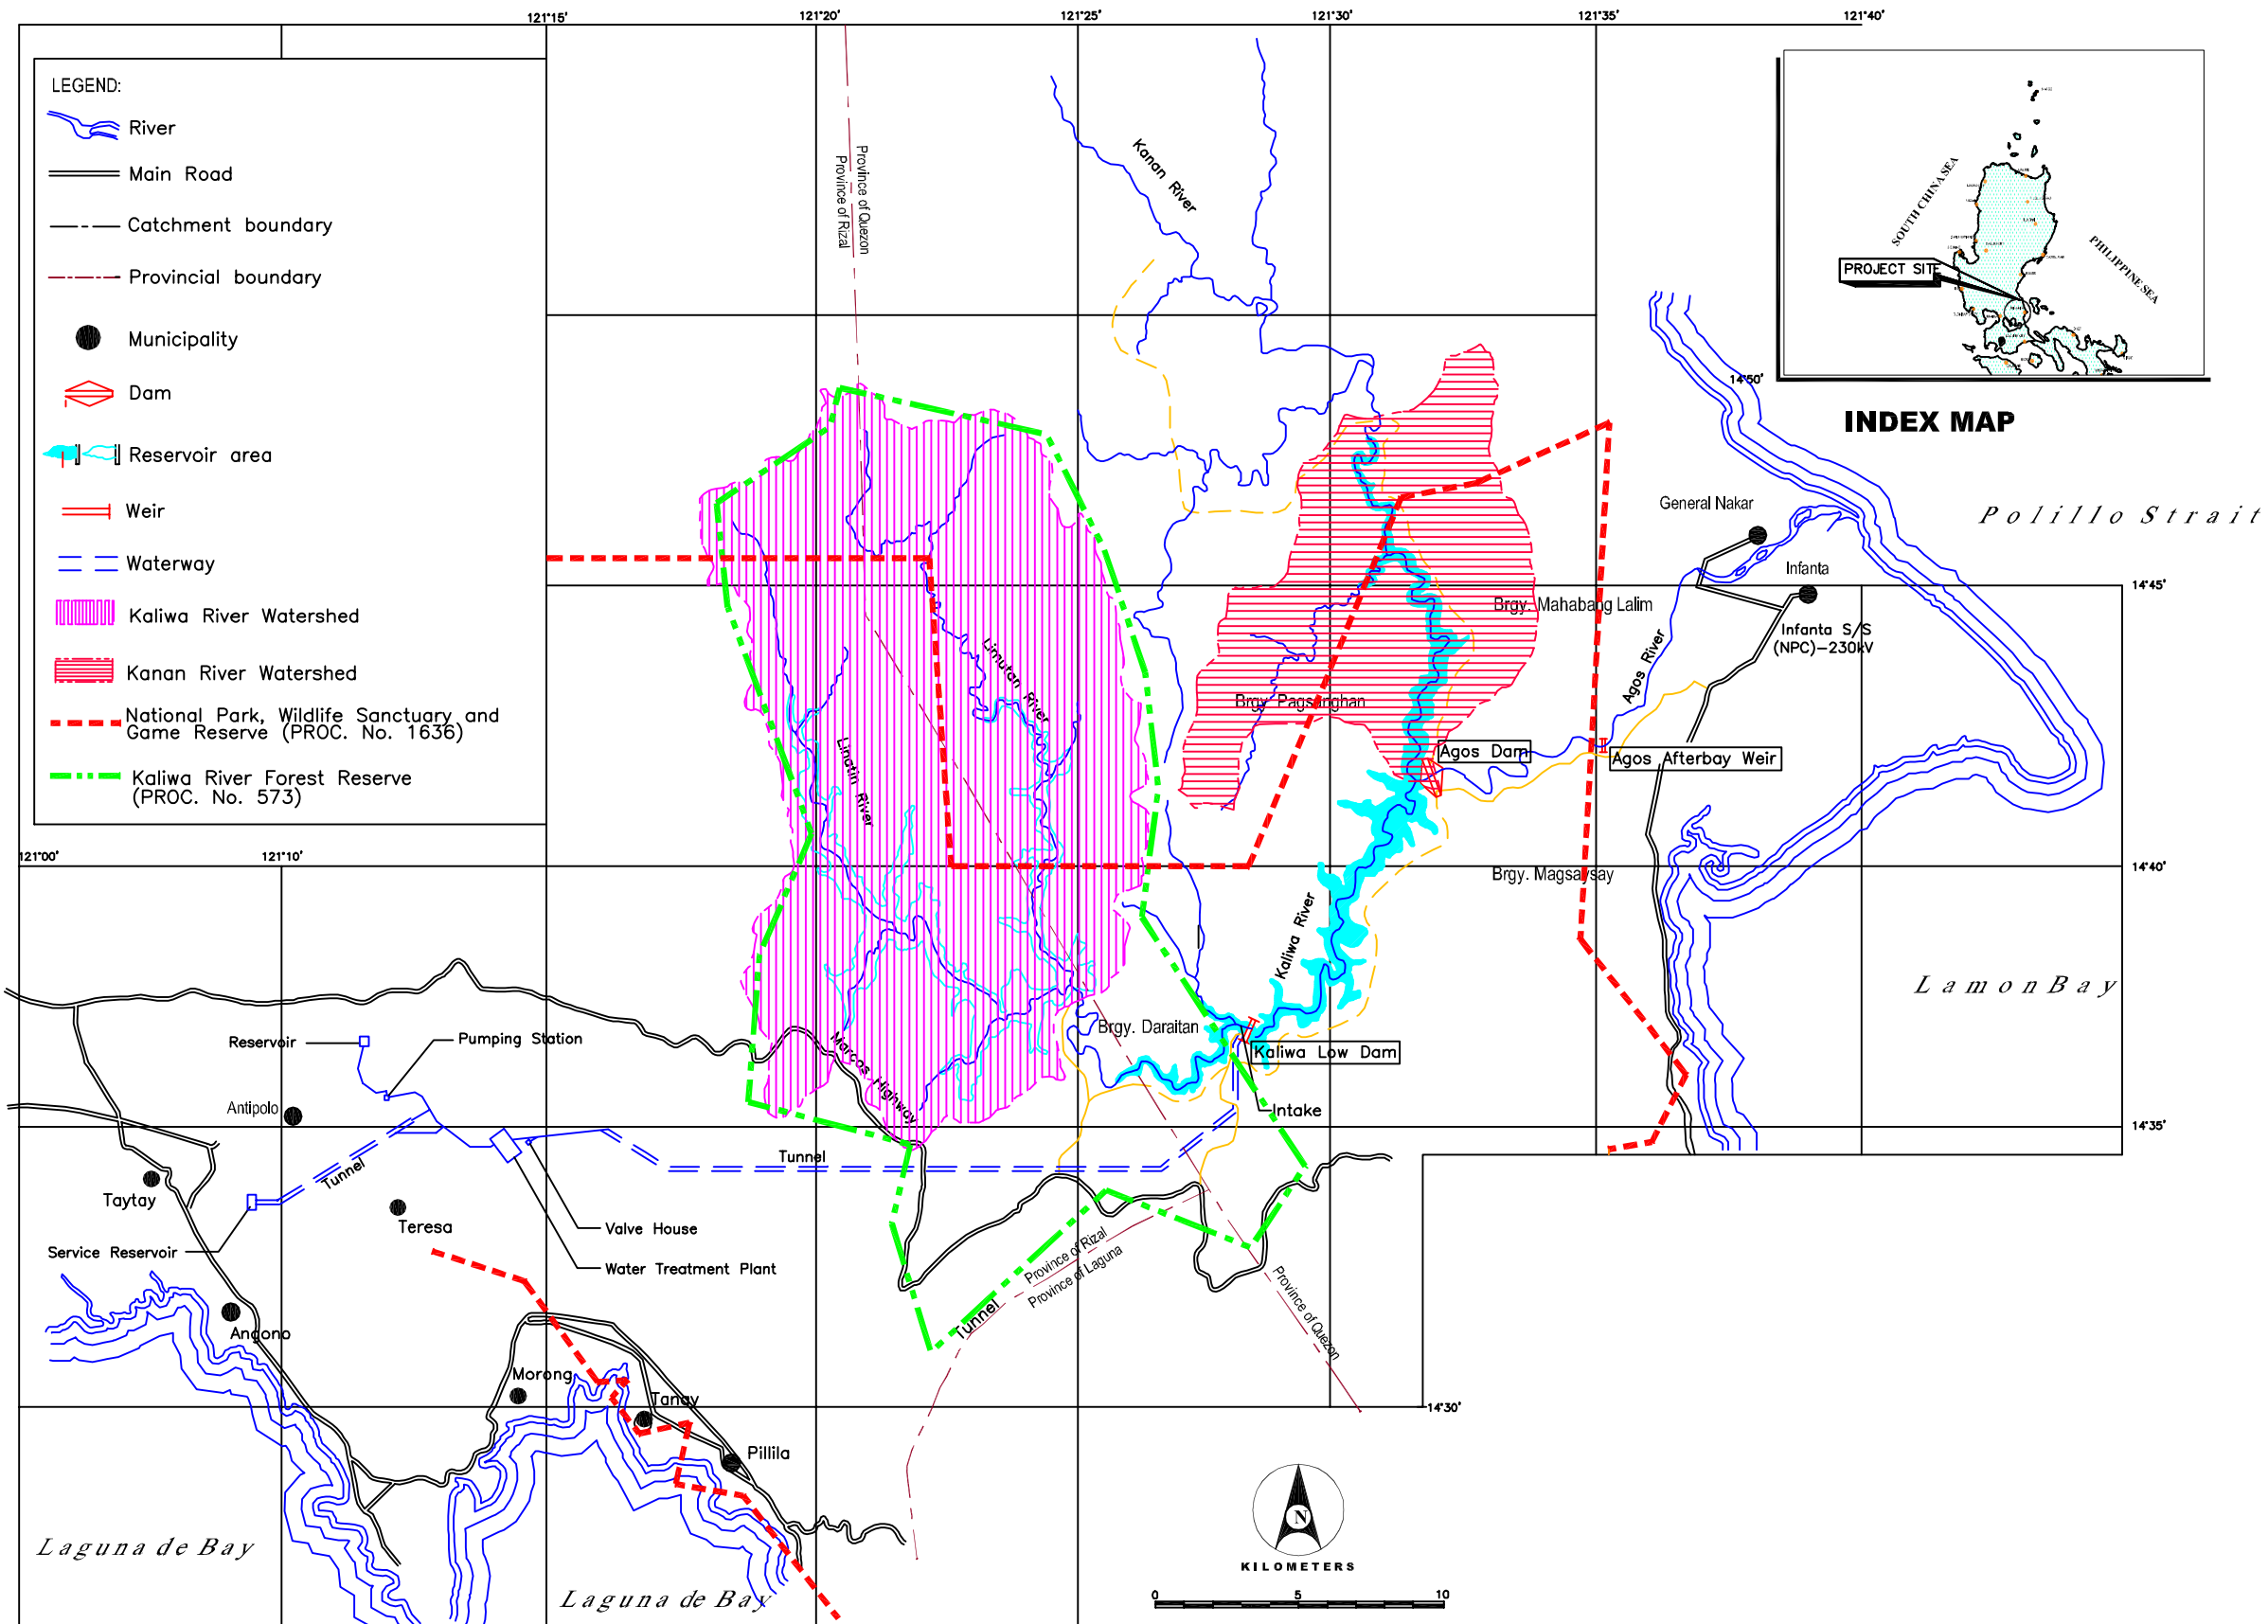 121°15'
121°20'
121°25'
121°30'
121°35'
121°40'
LEGEND:
River
Main Road
Catchment boundary
Provincial boundary
Municipality
Dam
Reservoir area
Weir
Waterway
Kaliwa River Watershed
Kanan River Watershed
National Park, Wildlife Sanctuary and
Game Reserve (PROC. No. 1636)
Kaliwa River Forest Reserve
(PROC. No. 573)
Province of Quezon
Province of Rizal
Kanan River
SOUTH CHINA SEA
PHILIPPINE SEA
PROJECT SITE
INDEX MAP
14°50'
General Nakar
Polillo Strait
Infanta
14°45'
Brgy. Mahabang Lalim
Infanta S/S
(NPC)-230kV
Agos River
Limutan River
Brgy. Pagsanghan
Linatin River
Agos Dam
Agos Afterbay Weir
121°00'
121°10'
14°40'
Brgy. Magsaysay
Kaliwa River
Lamon Bay
Brgy. Daraitan
Kaliwa Low Dam
Reservoir
Pumping Station
Marcos Highway
Antipolo
Intake
14°35'
Tunnel
Tunnel
Taytay
Teresa
Valve House
Service Reservoir
Water Treatment Plant
Province of Rizal
Province of Laguna
Province of Quezon
Tunnel
Angono
Morong
Tanay
14°30'
Pillila
N
KILOMETERS
Laguna de Bay
Laguna de Bay
0
5
10